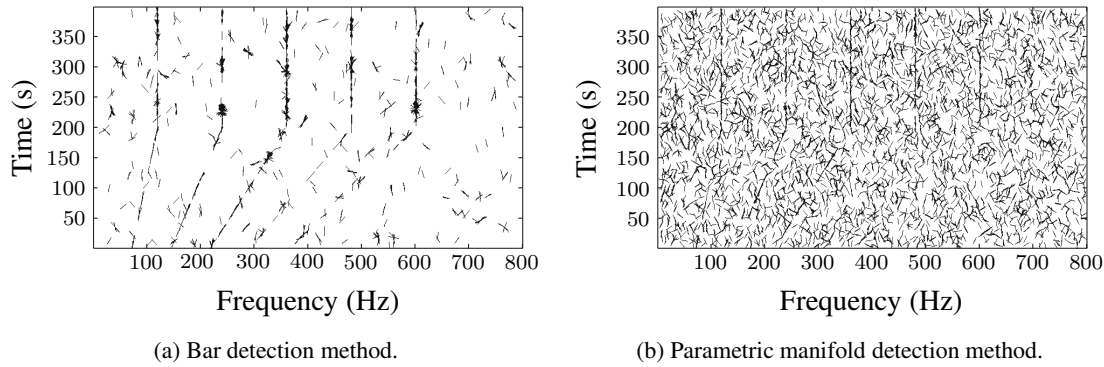 350
300
250
200
150
100
50
Time (s)
100 200 300 400 500 600 700 800
Frequency (Hz)
(a) Bar detection method.
350
300
250
200
150
100
50
Time (s)
100 200 300 400 500 600 700 800
Frequency (Hz)
(b) Parametric manifold detection method.